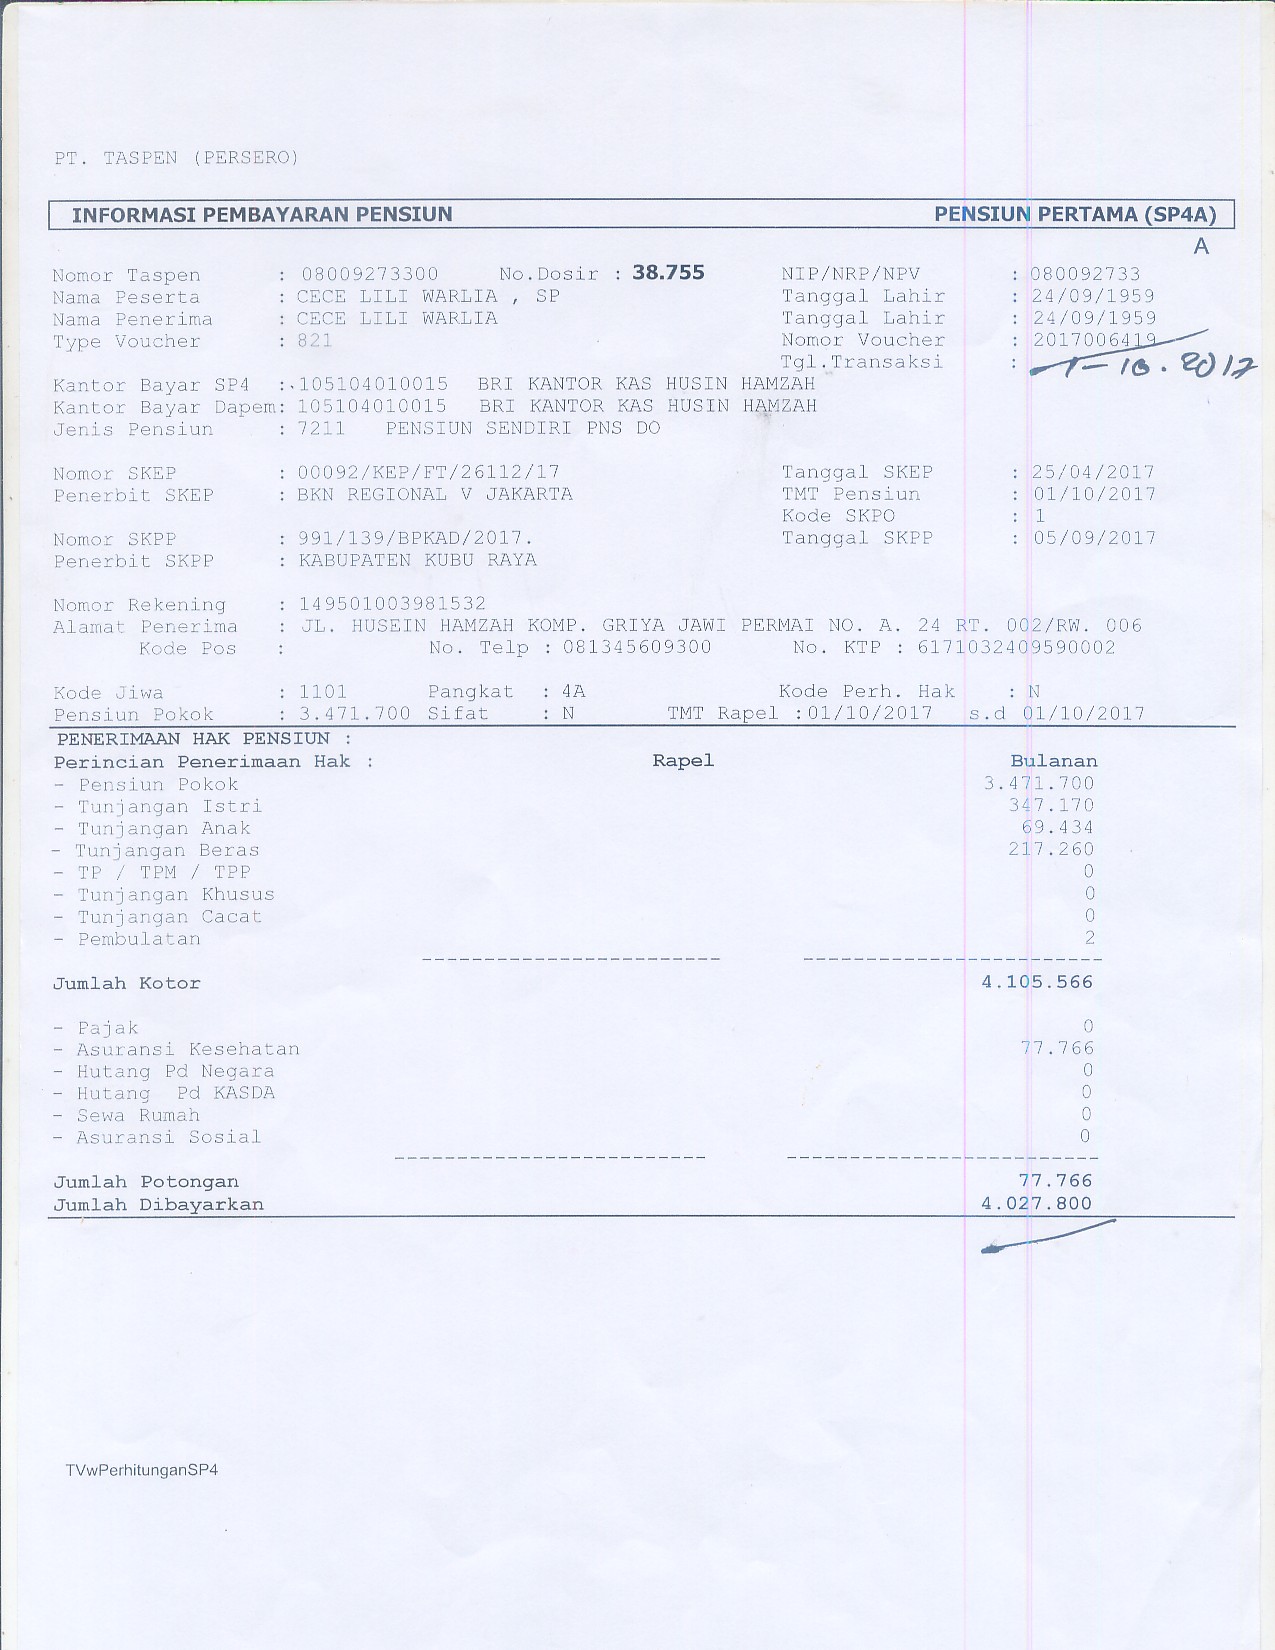 PT. TASPEN (PERSERO)
INFORMASI PEMBAYARAN PENSIUN PENSIUN PERTAMA (SP4A)
A
Nomor Taspen : 08009273300 No.Dosir : 38.755 NIP/NRP/NPV : 080092733
Nama Peserta : CECE LILI WARLIA , SP Tanggal Lahir : 24/09/1959
Nama Penerima : CECE LILI WARLIA Tanggal Lahir : 24/09/1959
Type Voucher : 821 Nomor Voucher : 2017006419
Tgl.Transaksi : 1-10.2017
Kantor Bayar SP4 : 105104010015 BRI KANTOR KAS HUSIN HAMZAH
Kantor Bayar Dapem: 105104010015 BRI KANTOR KAS HUSIN HAMZAH
Jenis Pensiun : 7211 PENSIUN SENDIRI PNS DO
Nomor SKEP : 00092/KEP/FT/26112/17 Tanggal SKEP : 25/04/2017
Penerbit SKEP : BKN REGIONAL V JAKARTA TMT Pensiun : 01/10/2017
Kode SKPO : 1
Nomor SKPP : 991/139/BPKAD/2017. Tanggal SKPP : 05/09/2017
Penerbit SKPP : KABUPATEN KUBU RAYA
Nomor Rekening : 149501003981532
Alamat Penerima : JL. HUSEIN HAMZAH KOMP. GRIYA JAWI PERMAI NO. A. 24 RT. 002/RW. 006
Kode Pos : No. Telp : 081345609300 No. KTP : 6171032409590002
Kode Jiwa : 1101 Pangkat : 4A Kode Perh. Hak : N
Pensiun Pokok : 3.471.700 Sifat : N TMT Rapel :01/10/2017 s.d 01/10/2017
PENERIMAAN HAK PENSIUN :
Perincian Penerimaan Hak : Rapel Bulanan
- Pensiun Pokok 3.471.700
- Tunjangan Istri 347.170
- Tunjangan Anak 69.434
- Tunjangan Beras 217.260
- TP / TPM / TPP 0
- Tunjangan Khusus 0
- Tunjangan Cacat 0
- Pembulatan 2
Jumlah Kotor 4.105.566
- Pajak 0
- Asuransi Kesehatan 77.766
- Hutang Pd Negara 0
- Hutang Pd KASDA 0
- Sewa Rumah 0
- Asuransi Sosial 0
Jumlah Potongan 77.766
Jumlah Dibayarkan 4.027.800
TVwPerhitunganSP4